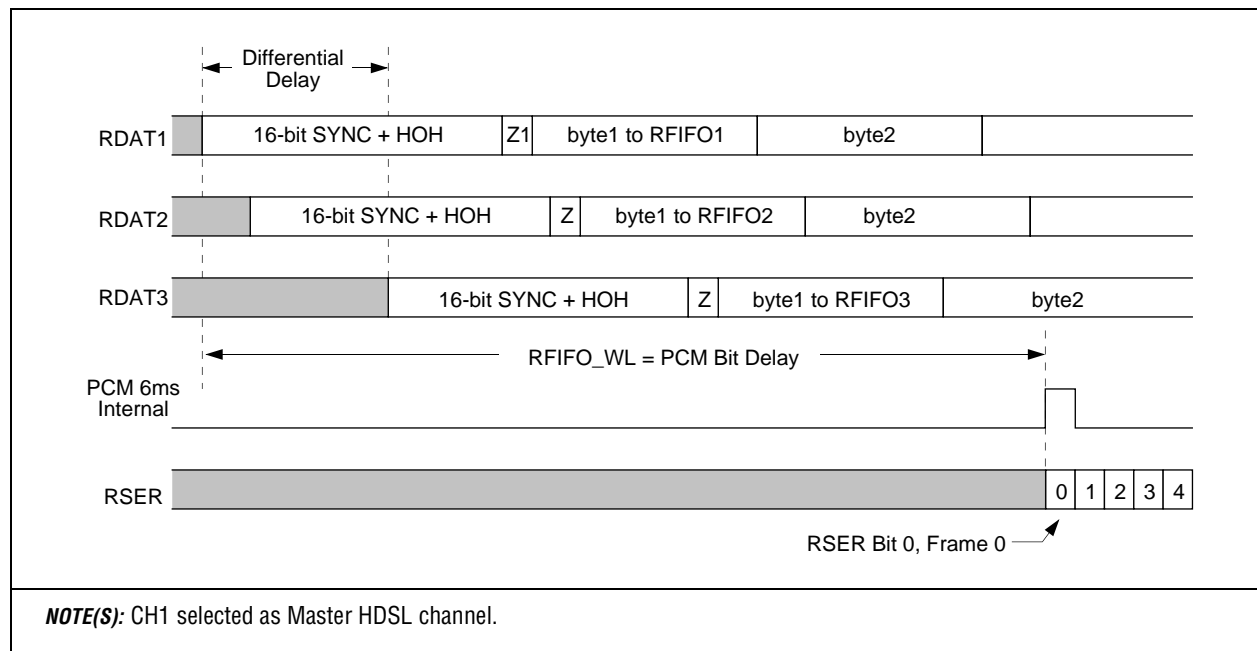 Differential
Delay
RDAT1 16-bit SYNC + HOH Z1 byte1 to RFIFO1 byte2
RDAT2 16-bit SYNC + HOH Z byte1 to RFIFO2 byte2
RDAT3 16-bit SYNC + HOH Z byte1 to RFIFO3 byte2
RFIFO_WL = PCM Bit Delay
PCM 6ms
Internal
RSER 0 1 2 3 4
RSER Bit 0, Frame 0
NOTE(S): CH1 selected as Master HDSL channel.